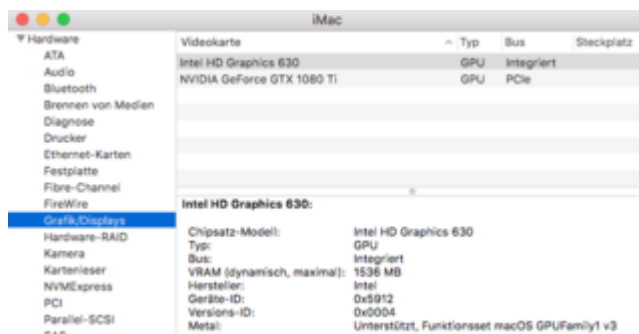 iMac
Hardware
ATA
Audio
Bluetooth
Brennen von Medien
Diagnose
Drucker
Ethernet-Karten
Festplatte
Fibre-Channel
FireWire
Grafik/Displays
Hardware-RAID
Kamera
Kartenleser
NVMExpress
PCI
Parallel-SCSI
SAS
Videokarte Typ Bus Steckplatz
Intel HD Graphics 630 GPU Integriert
NVIDIA GeForce GTX 1080 Ti GPU PCIe
Intel HD Graphics 630:
Chipsatz-Modell: Intel HD Graphics 630
Typ: GPU
Bus: Integriert
VRAM (dynamisch, maximal): 1536 MB
Hersteller: Intel
Geräte-ID: 0x5912
Versions-ID: 0x0004
Metal: Unterstützt, Funktionsset macOS GPUFamily1 v3